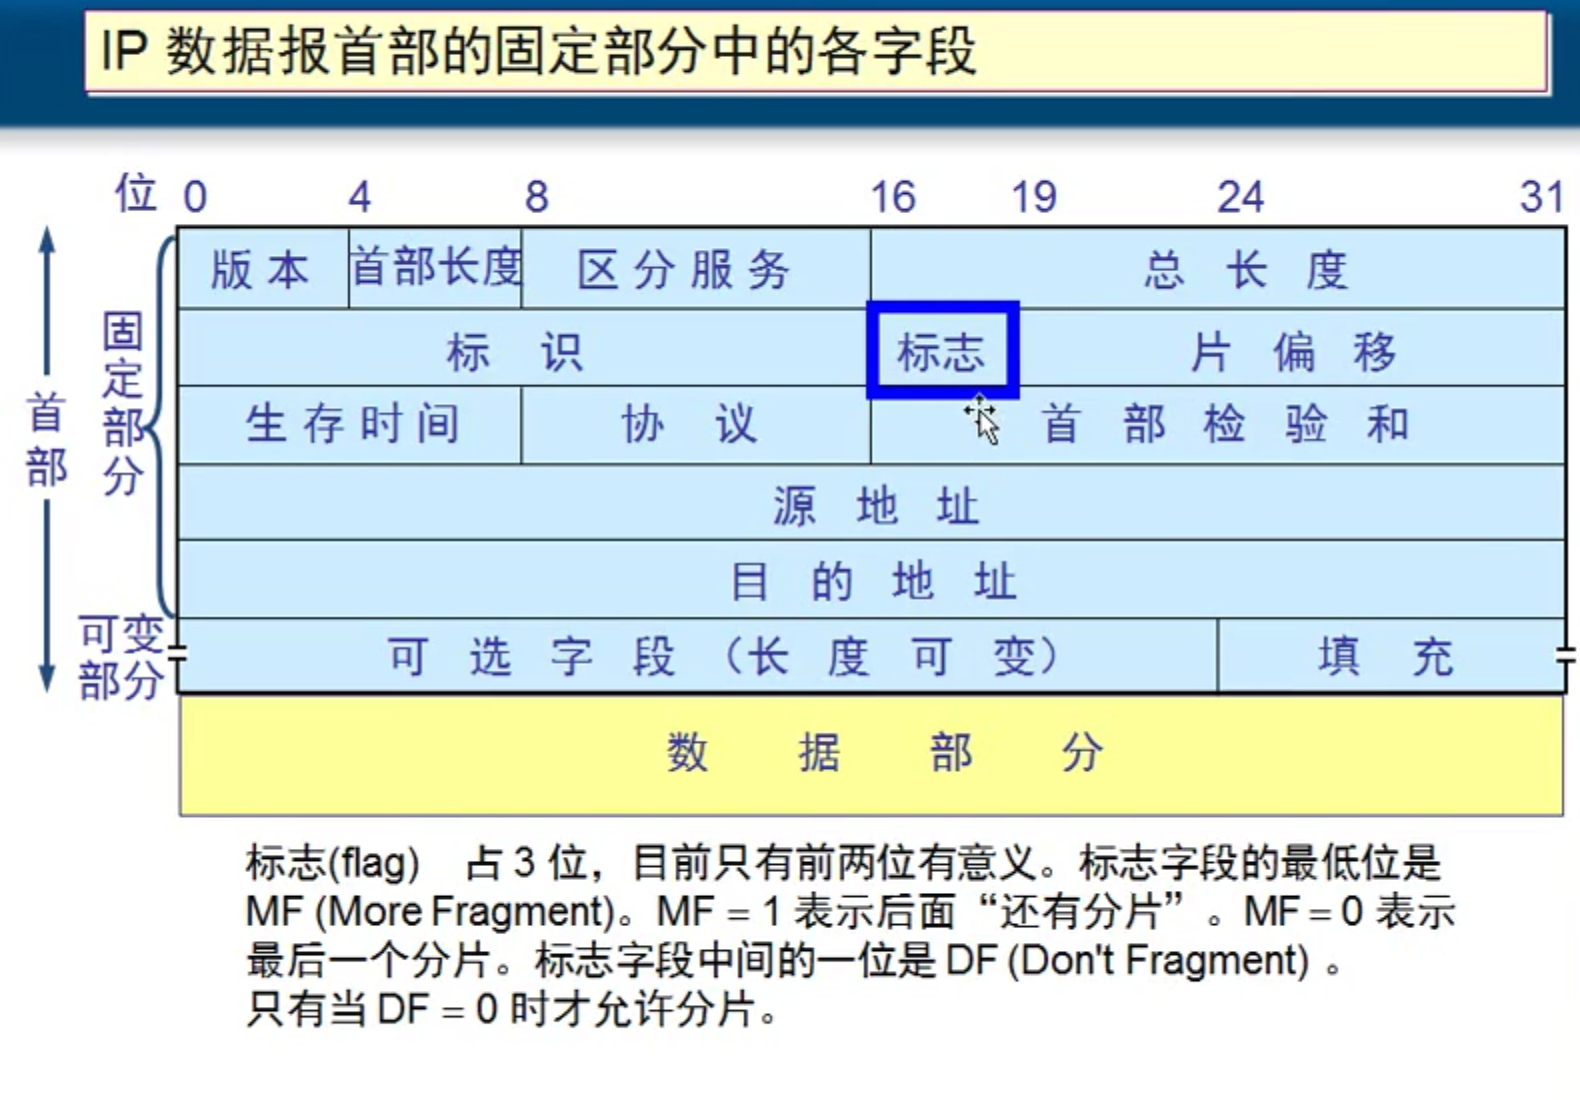 IP 数据报首部的固定部分中的各字段
位 0 4 8 16 19 24 31
版本 首部长度 区分服务 总长度
标识 标志 片偏移
生存时间 协议 首部检验和
源地址
目的地址
可选字段（长度可变） 填充
数据部分
首部
固定部分
可变
部分
标志(flag) 占 3 位，目前只有前两位有意义。标志字段的最低位是
MF (More Fragment)。MF = 1 表示后面“还有分片”。MF = 0 表示
最后一个分片。标志字段中间的一位是 DF (Don't Fragment) 。
只有当 DF = 0 时才允许分片。